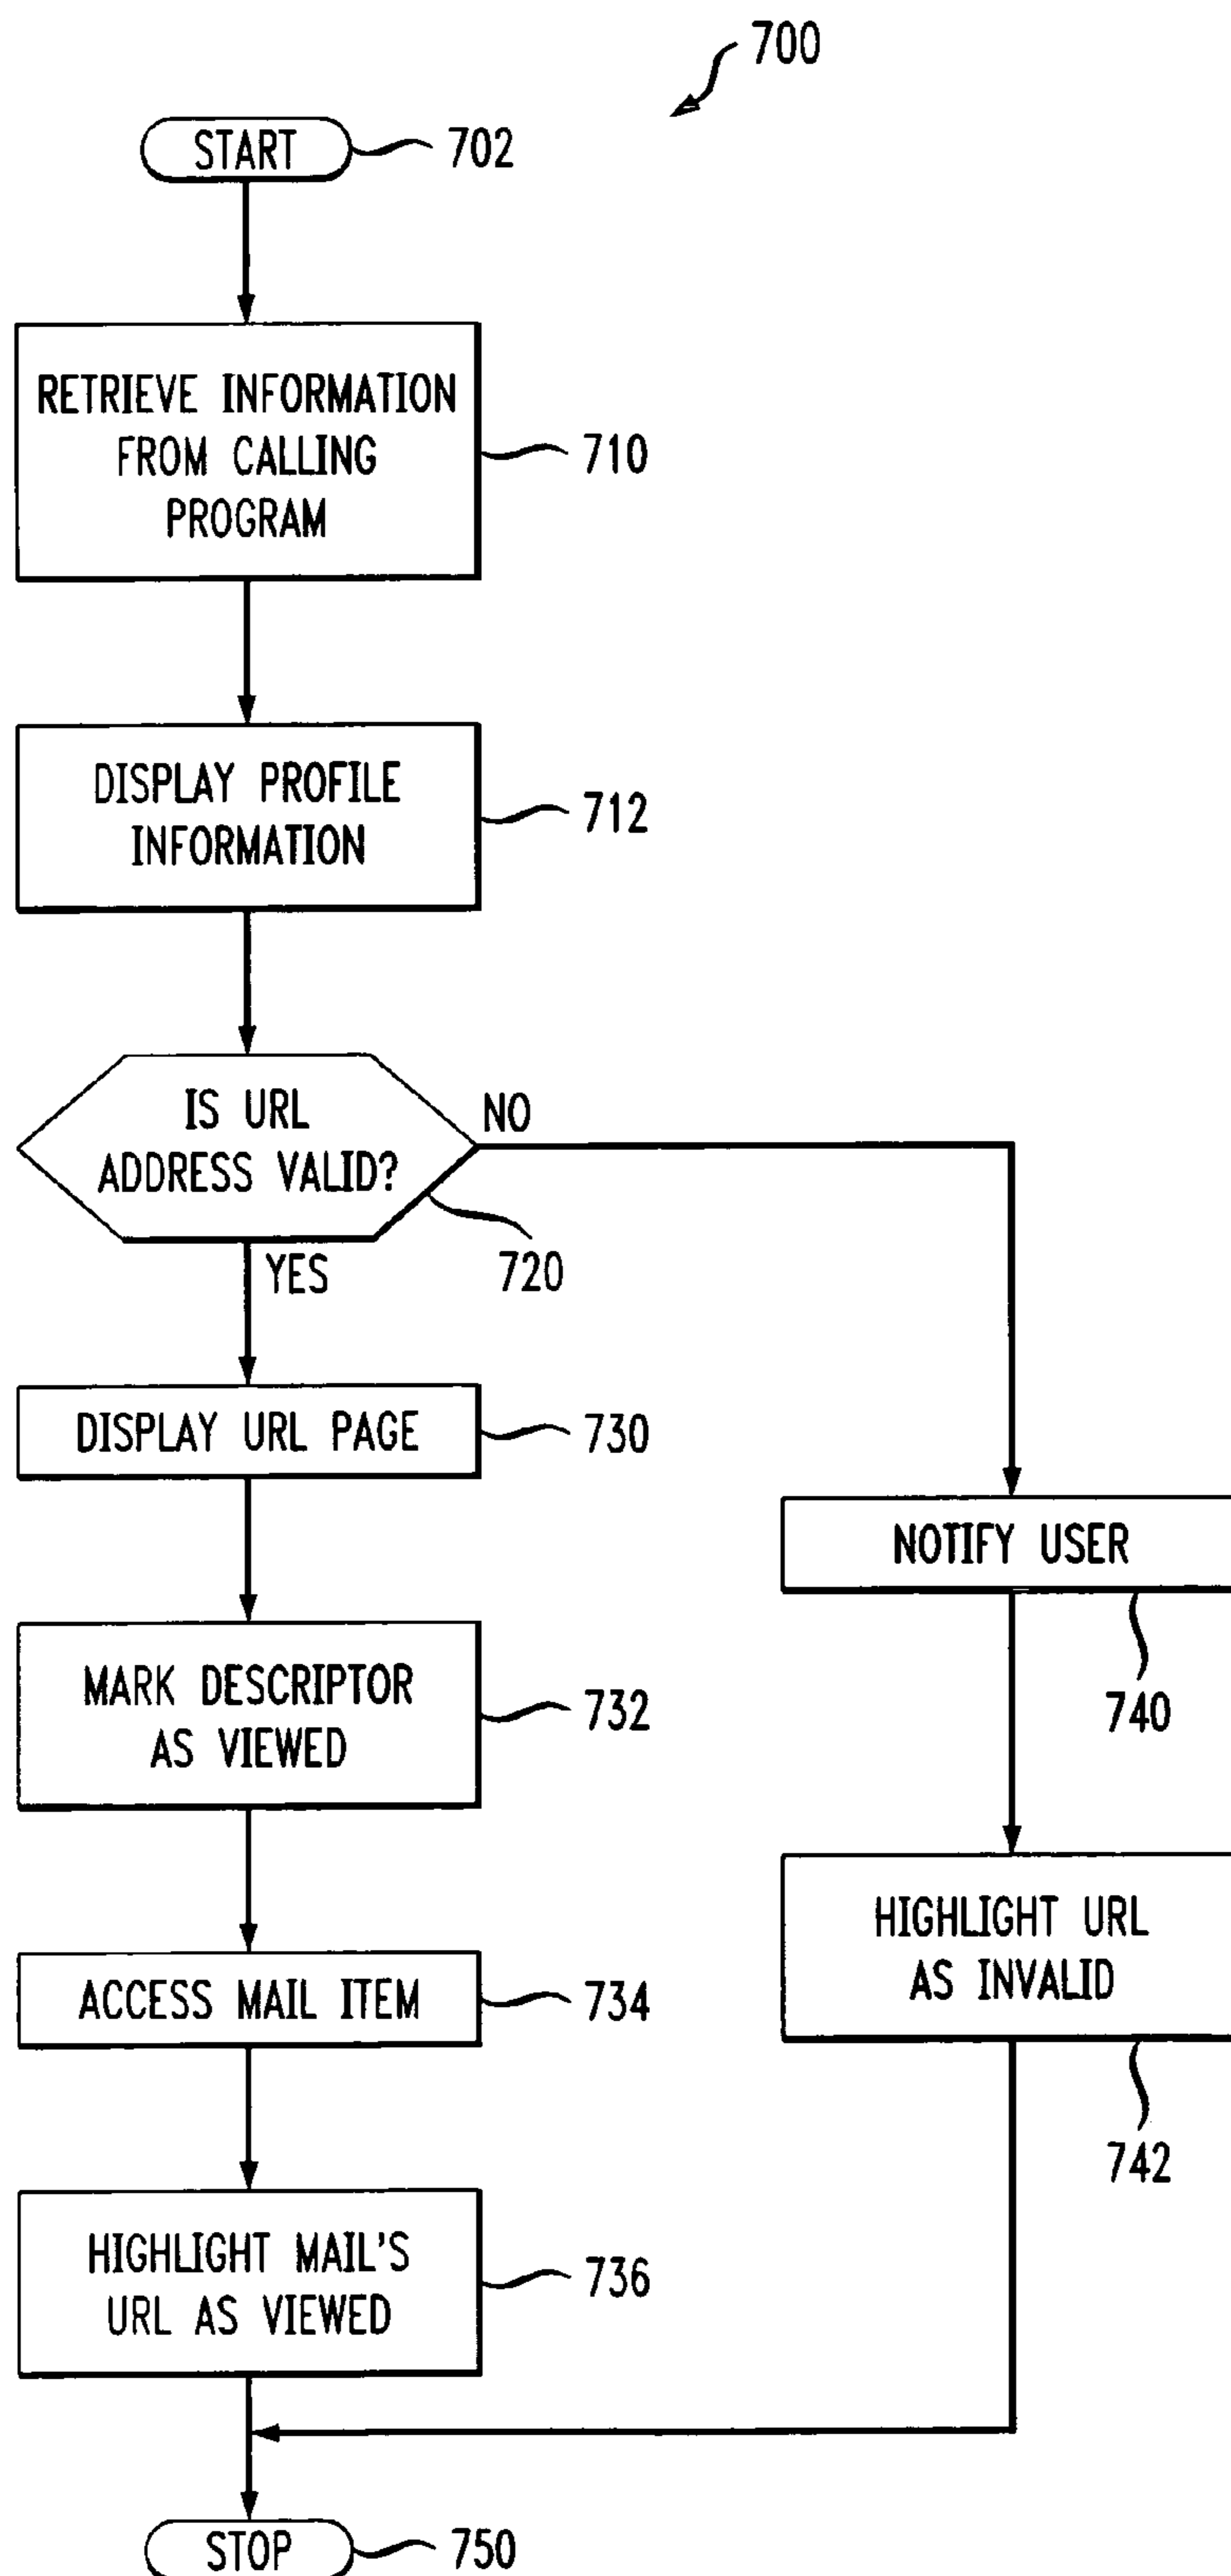 700
START
702
RETRIEVE INFORMATION
FROM CALLING
PROGRAM
710
DISPLAY PROFILE
INFORMATION
712
IS URL
ADDRESS VALID?
NO
720
YES
DISPLAY URL PAGE
730
NOTIFY USER
740
MARK DESCRIPTOR
AS VIEWED
732
HIGHLIGHT URL
AS INVALID
742
ACCESS MAIL ITEM
734
HIGHLIGHT MAIL'S
URL AS VIEWED
736
STOP
750